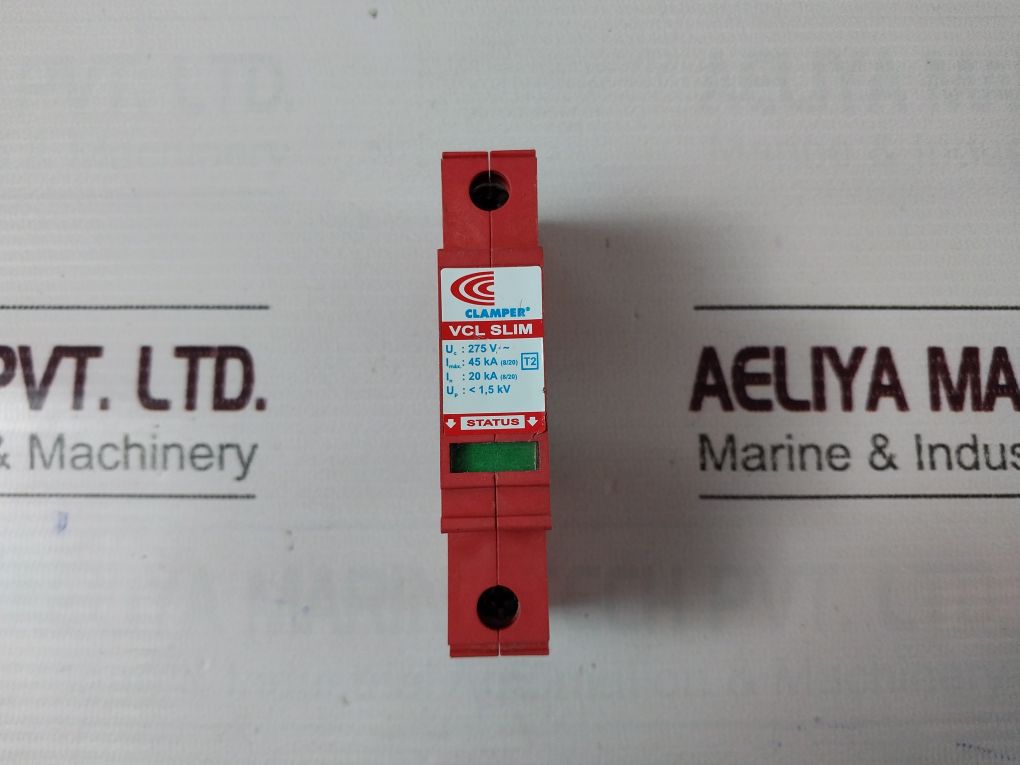 CLAMPER®
VCL SLIM
Uc : 275 V ~
Imáx.: 45 kA (8/20) T2
In : 20 kA (8/20)
Up : < 1,5 kV
STATUS
PVT. LTD.
& Machinery
AELIYA MA
Marine & Indus